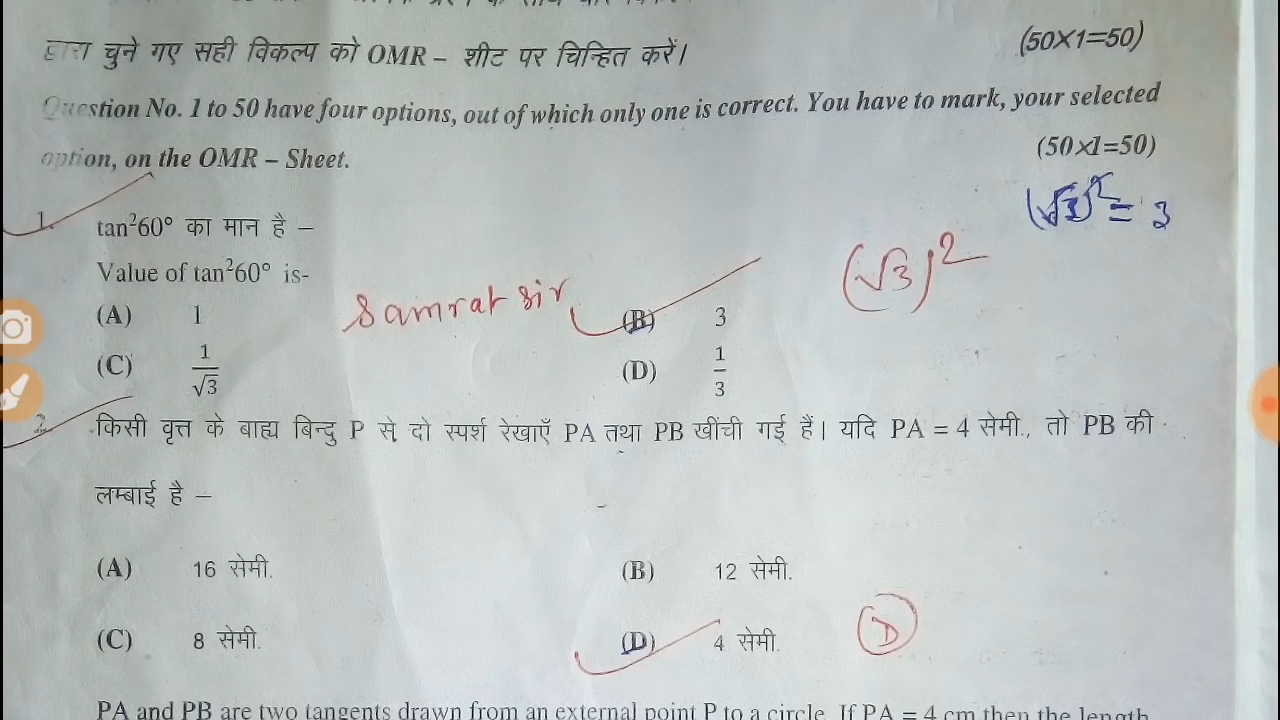 द्वारा चुने गए सही विकल्प को OMR – शीट पर चिन्हित करें। (50X1=50)
Question No. 1 to 50 have four options, out of which only one is correct. You have to mark, your selected
option, on the OMR – Sheet. (50x1=50)
(√3)² = 3
1. tan²60° का मान है –
(√3)²
Value of tan²60° is-
Samrat sir
(A) 1 (B) 3
(C) 1/√3 (D) 1/3
2. किसी वृत्त के बाह्य बिन्दु P से दो स्पर्श रेखाएँ PA तथा PB खींची गई हैं। यदि PA = 4 सेमी., तो PB की
लम्बाई है –
(A) 16 सेमी. (B) 12 सेमी.
(C) 8 सेमी. (D) 4 सेमी. D
PA and PB are two tangents drawn from an external point P to a circle. If PA = 4 cm then the length